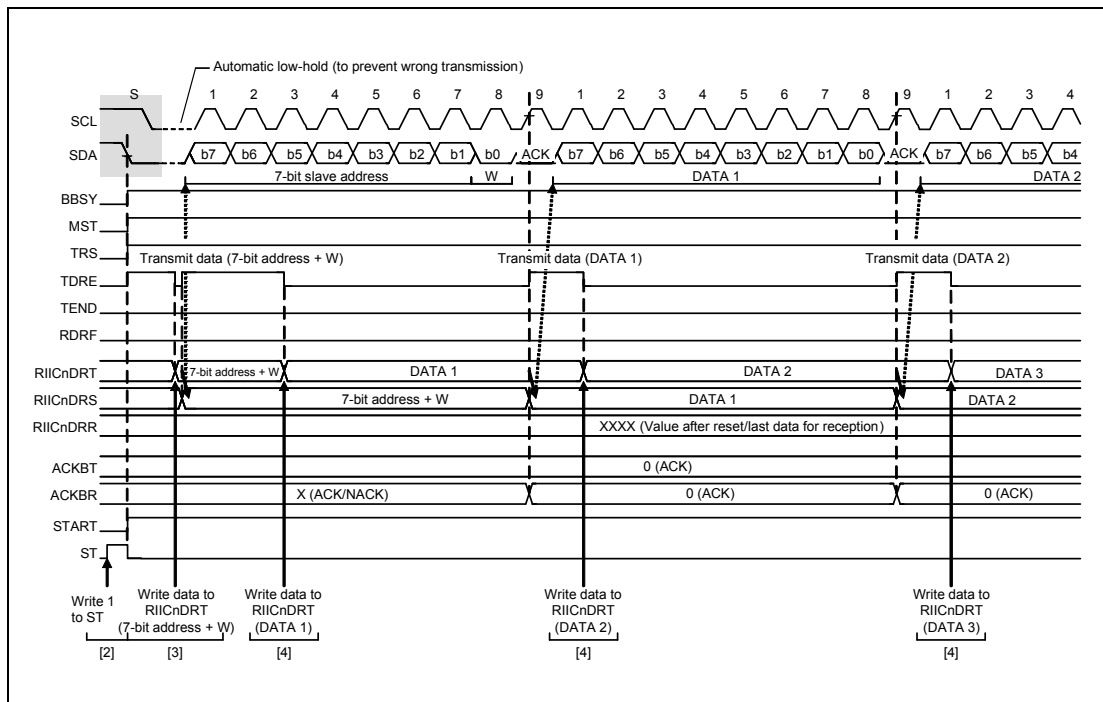 Automatic low-hold (to prevent wrong transmission)
S 1 2 3 4 5 6 7 8 9 1 2 3 4 5 6 7 8 9 1 2 3 4
SCL
SDA b7 b6 b5 b4 b3 b2 b1 b0 ACK b7 b6 b5 b4 b3 b2 b1 b0 ACK b7 b6 b5 b4
7-bit slave address W DATA 1 DATA 2
BBSY
MST
TRS
Transmit data (7-bit address + W) Transmit data (DATA 1) Transmit data (DATA 2)
TDRE
TEND
RDRF
RIICnDRT 7-bit address + W DATA 1 DATA 2 DATA 3
RIICnDRS 7-bit address + W DATA 1 DATA 2
RIICnDRR XXXX (Value after reset/last data for reception)
ACKBT 0 (ACK)
ACKBR X (ACK/NACK) 0 (ACK) 0 (ACK)
START
ST
Write 1 to ST
Write data to RIICnDRT (7-bit address + W)
Write data to RIICnDRT (DATA 1)
Write data to RIICnDRT (DATA 2)
Write data to RIICnDRT (DATA 3)
[2] [3] [4] [4] [4]